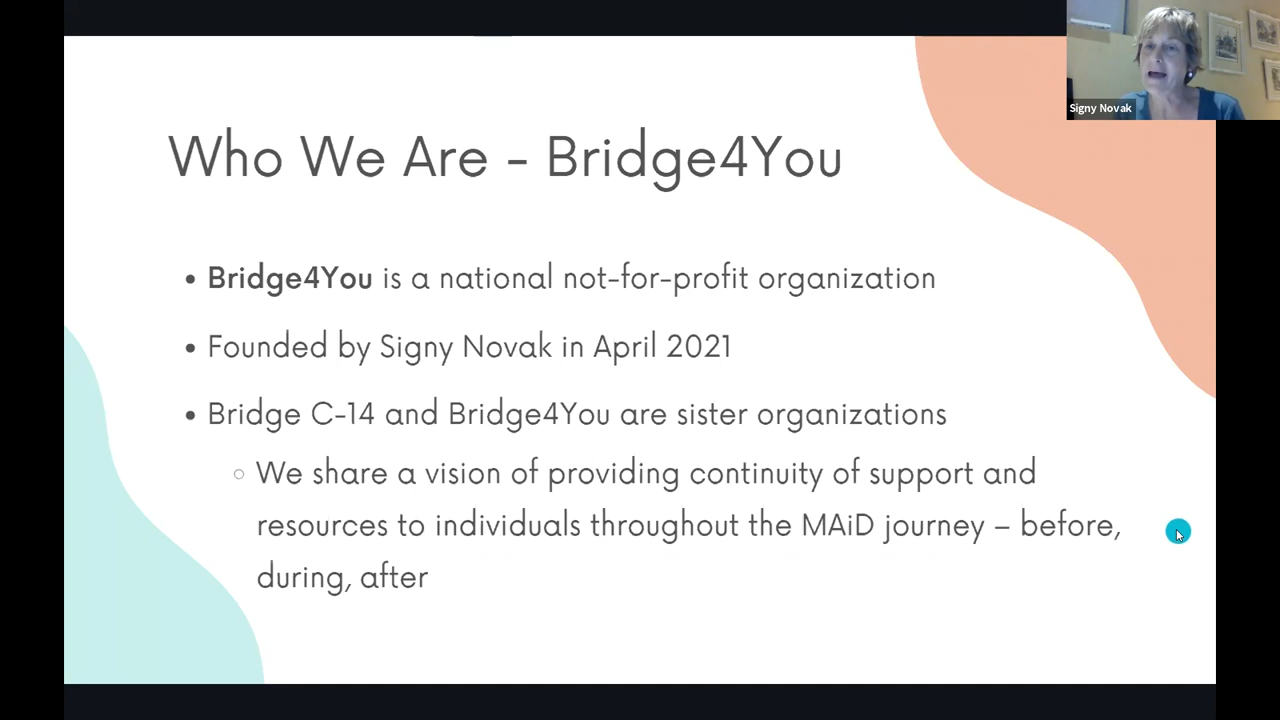 Signy Novak
Who We Are - Bridge4You
• Bridge4You is a national not-for-profit organization
• Founded by Signy Novak in April 2021
• Bridge C-14 and Bridge4You are sister organizations
◦ We share a vision of providing continuity of support and
resources to individuals throughout the MAiD journey – before,
during, after